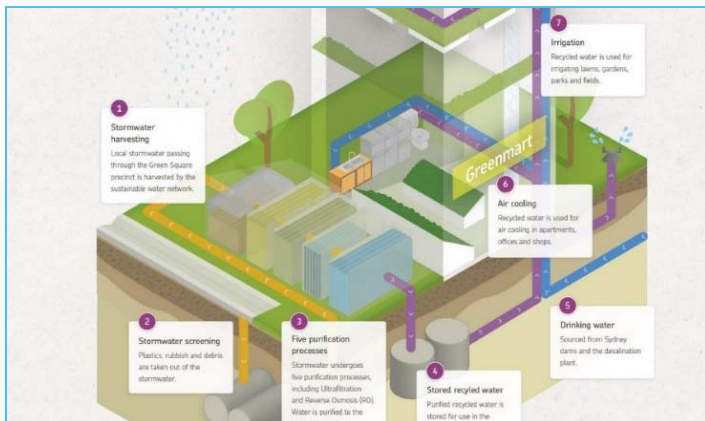 1
Stormwater
harvesting
Local stormwater passing
through the Green Square
precinct is harvested by the
sustainable water network.
2
Stormwater screening
Plastics, rubbish and debris
are taken out of the
stormwater.
3
Five purification
processes
Stormwater undergoes
five purification processes,
including Ultrafiltration
and Reverse Osmosis (RO).
Water is purified to the
4
Stored recyled water
Purified recycled water is
stored for use in the
5
Drinking water
Sourced from Sydney
dams and the desalination
plant.
6
Air cooling
Recycled water is used for
air cooling in apartments,
offices and shops.
7
Irrigation
Recycled water is used for
irrigating lawns, gardens,
parks and fields.
Greenmart